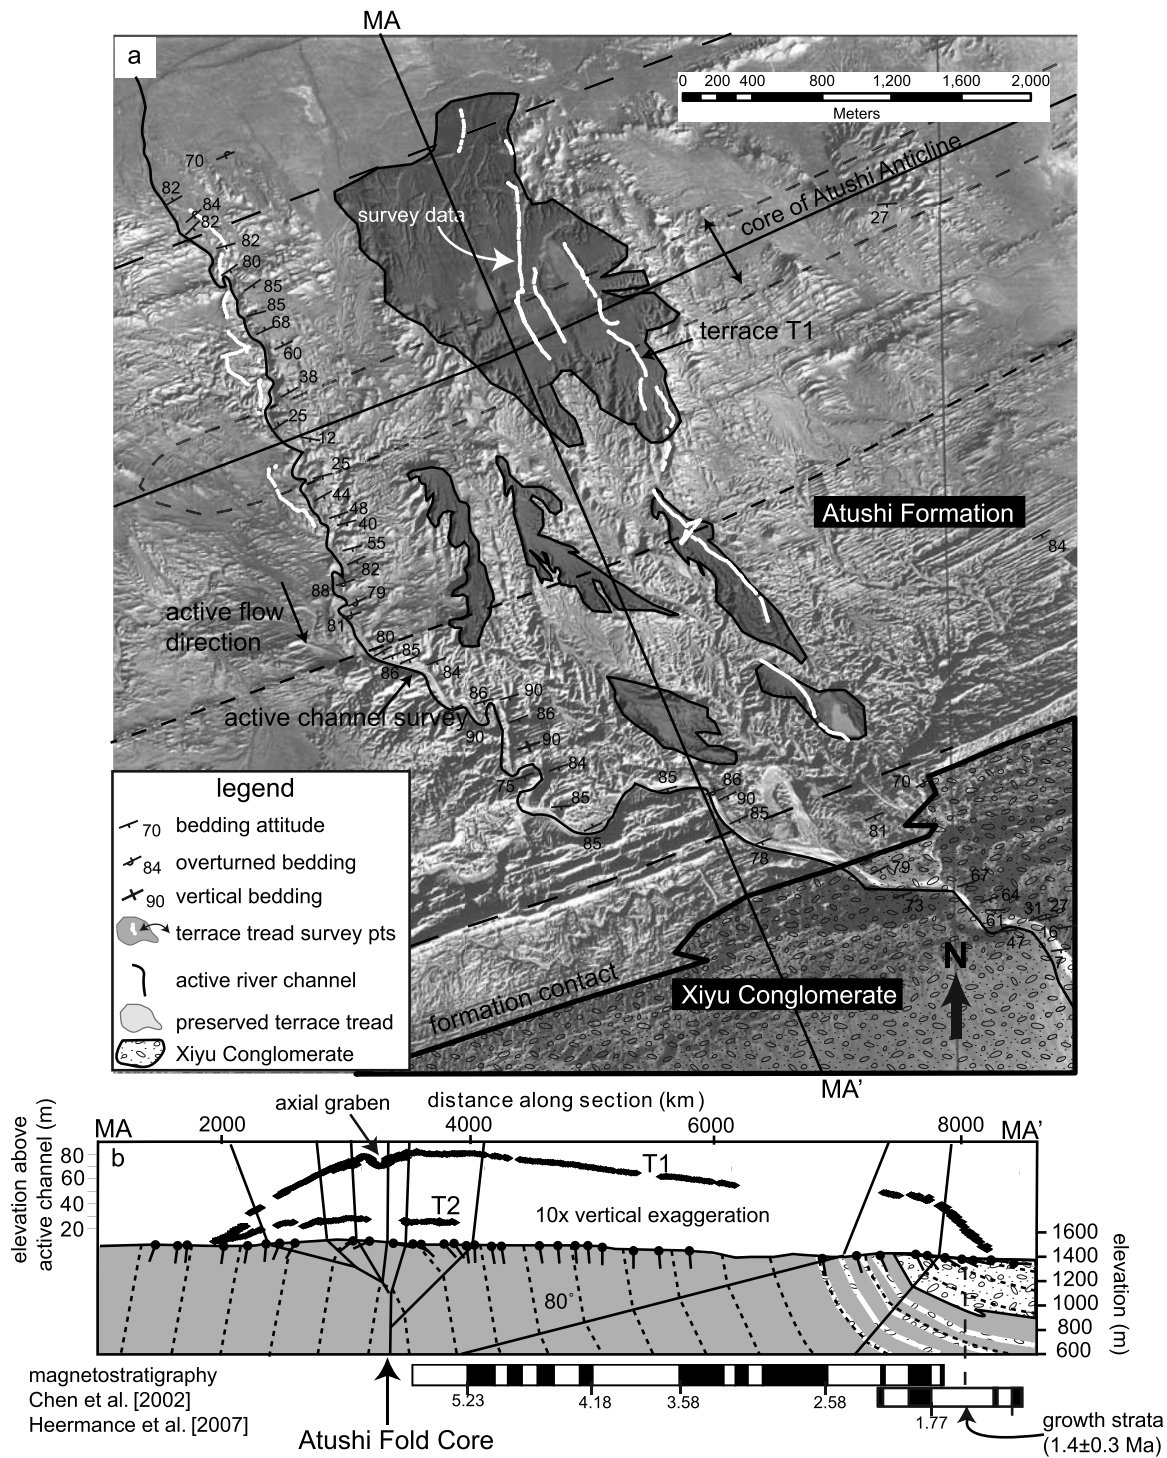 MA
a
0 200 400 800 1,200 1,600 2,000
Meters
core of Atushi Anticline
70
82
84
82
82
80
85
85
68
60
38
25
12
25
44
48
40
55
82
88
79
81
80
85
86
84
27
survey data
terrace T1
Atushi Formation
84
active flow
direction
active channel survey
86
90
86
90
90
84
75
85
85
85
86
90
85
78
70
81
79
73
67
64
61
31
27
16
47
N
formation contact
Xiyu Conglomerate
legend
70 bedding attitude
84 overturned bedding
90 vertical bedding
terrace tread survey pts
active river channel
preserved terrace tread
Xiyu Conglomerate
MA'
axial graben
distance along section (km)
MA 2000 4000 6000 8000 MA'
b
elevation above
active channel (m)
80
60
40
20
T1
T2
10x vertical exaggeration
80°
1600
1400
1200
1000
800
600
elevation (m)
magnetostratigraphy
Chen et al. [2002]
Heermance et al. [2007]
5.23 4.18 3.58 2.58
1.77
growth strata
(1.4±0.3 Ma)
Atushi Fold Core